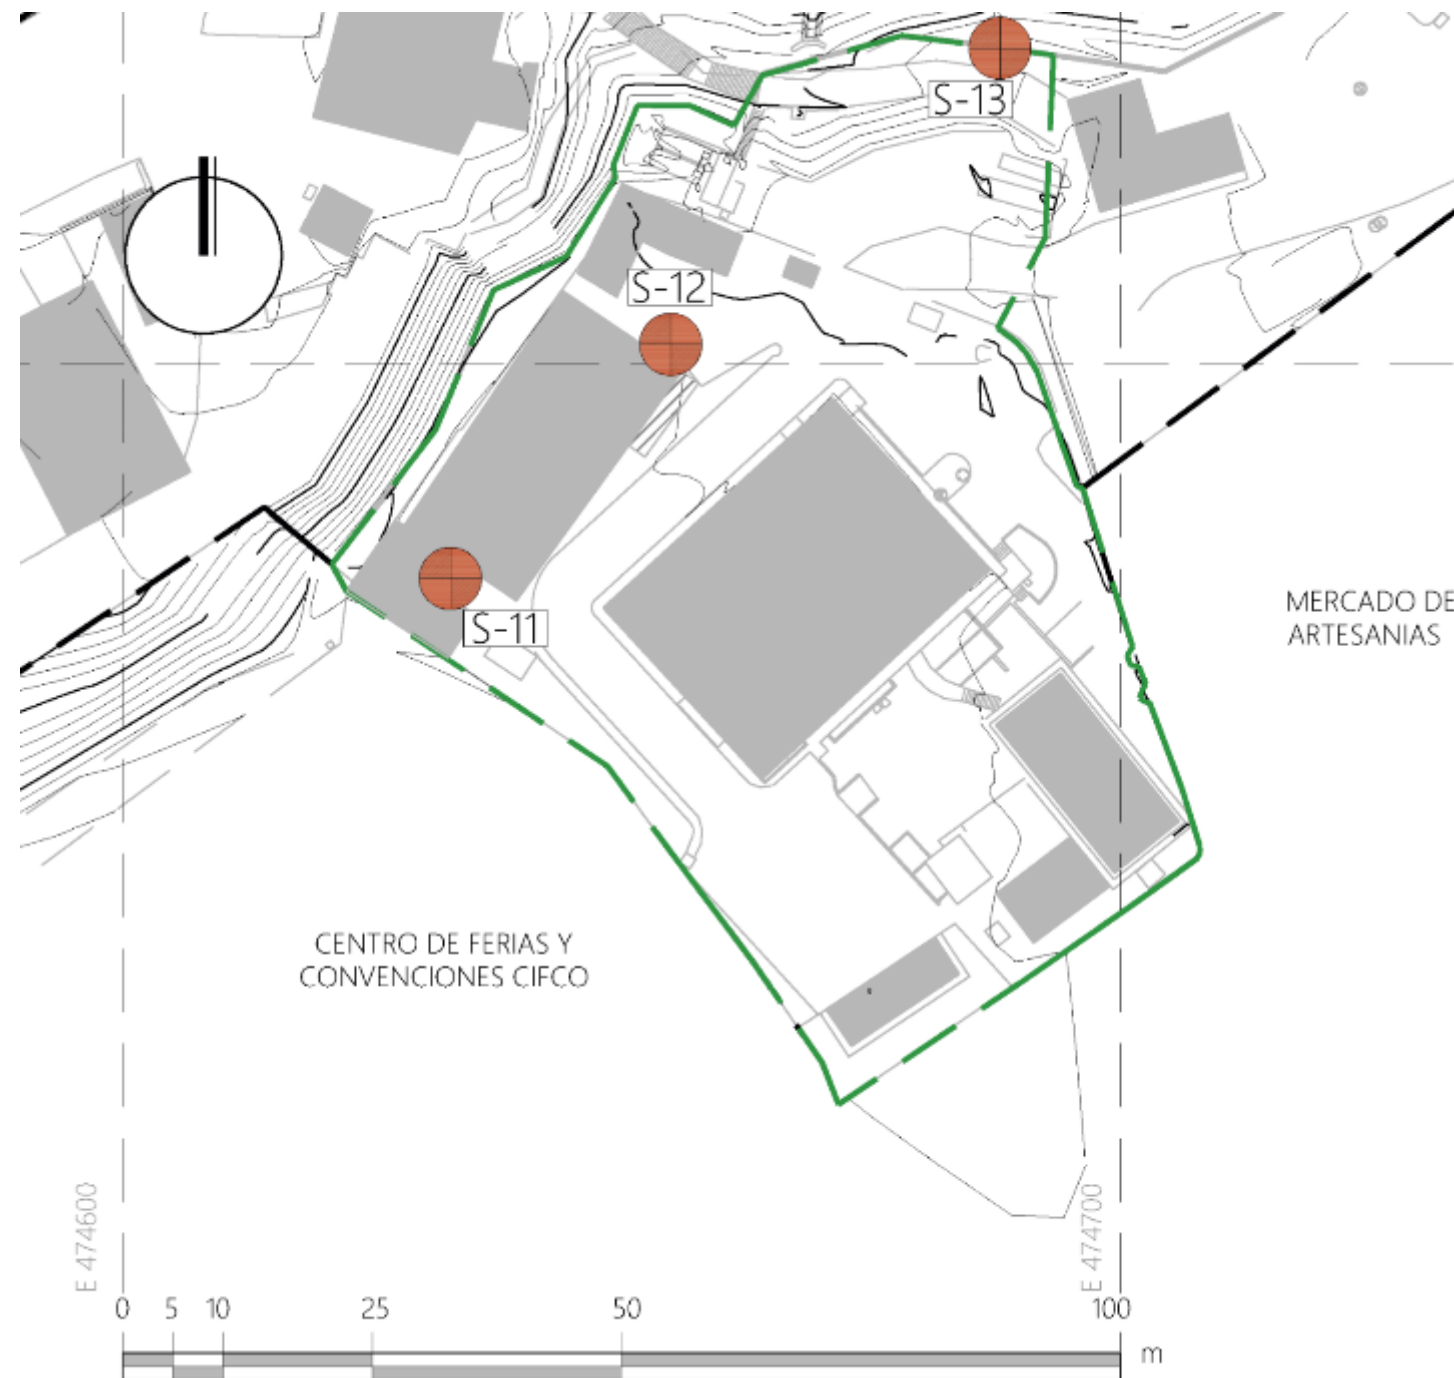 S-13
S-12
S-11
MERCADO DE
ARTESANIAS
CENTRO DE FERIAS Y
CONVENCIONES CIFCO
E 474600
E 474700
0 5 10 25 50 100
m